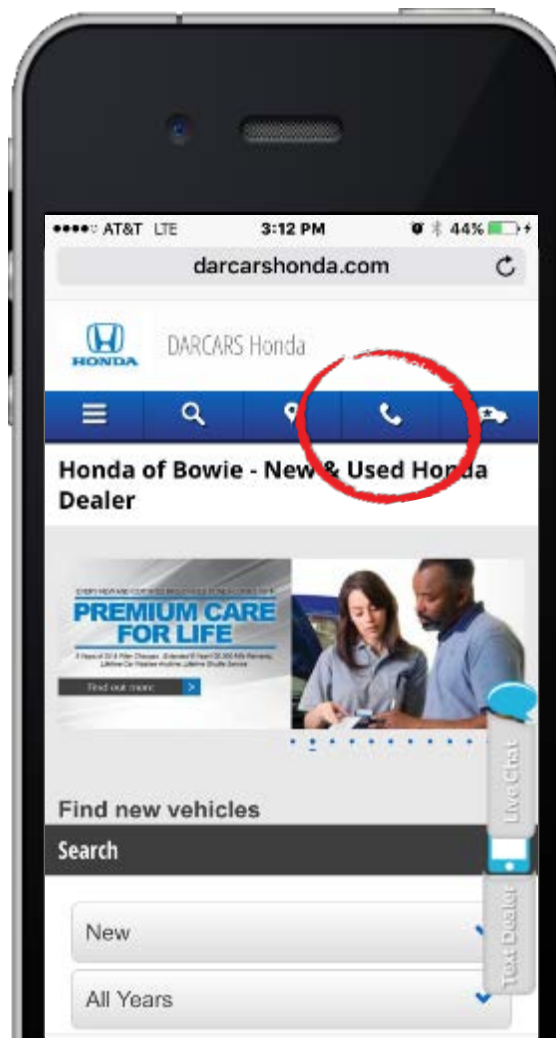 AT&T LTE 3:12 PM 44%
darcarshonda.com
HONDA
DARCARS Honda
Honda of Bowie - New & Used Honda
Dealer
PREMIUM CARE
FOR LIFE
Find out more
Live Chat
Find new vehicles
Search
Text Dealer
New
All Years